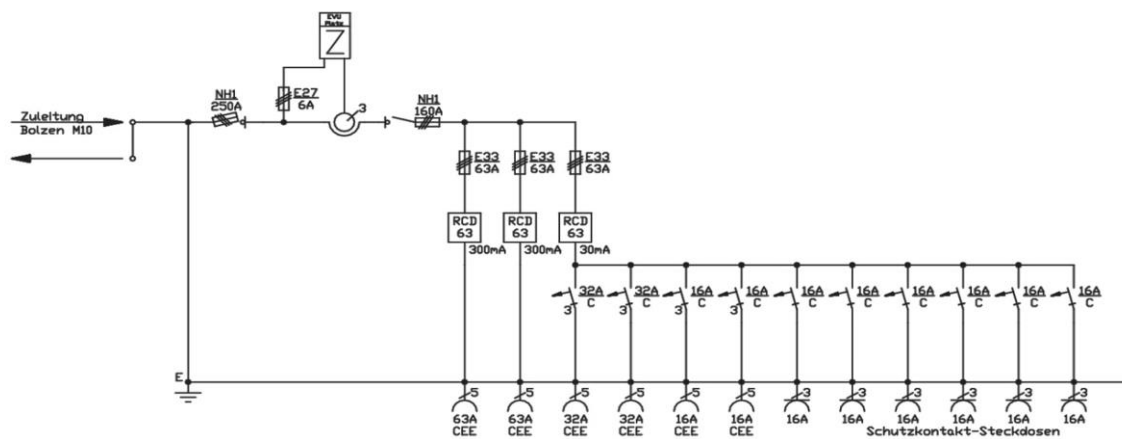 EVU
Platz
Z
NH1
250A
E27
6A
3
NH1
160A
Zuleitung
Bolzen M10
E33
63A
E33
63A
E33
63A
RCD
63
300mA
RCD
63
300mA
RCD
63
30mA
32A
C
3
32A
C
3
16A
C
3
16A
C
3
16A
C
16A
C
16A
C
16A
C
16A
C
16A
C
E
5
5
5
5
5
5
3
3
3
3
3
3
63A
CEE
63A
CEE
32A
CEE
32A
CEE
16A
CEE
16A
CEE
16A
16A
16A
16A
16A
16A
Schutzkontakt-Steckdosen